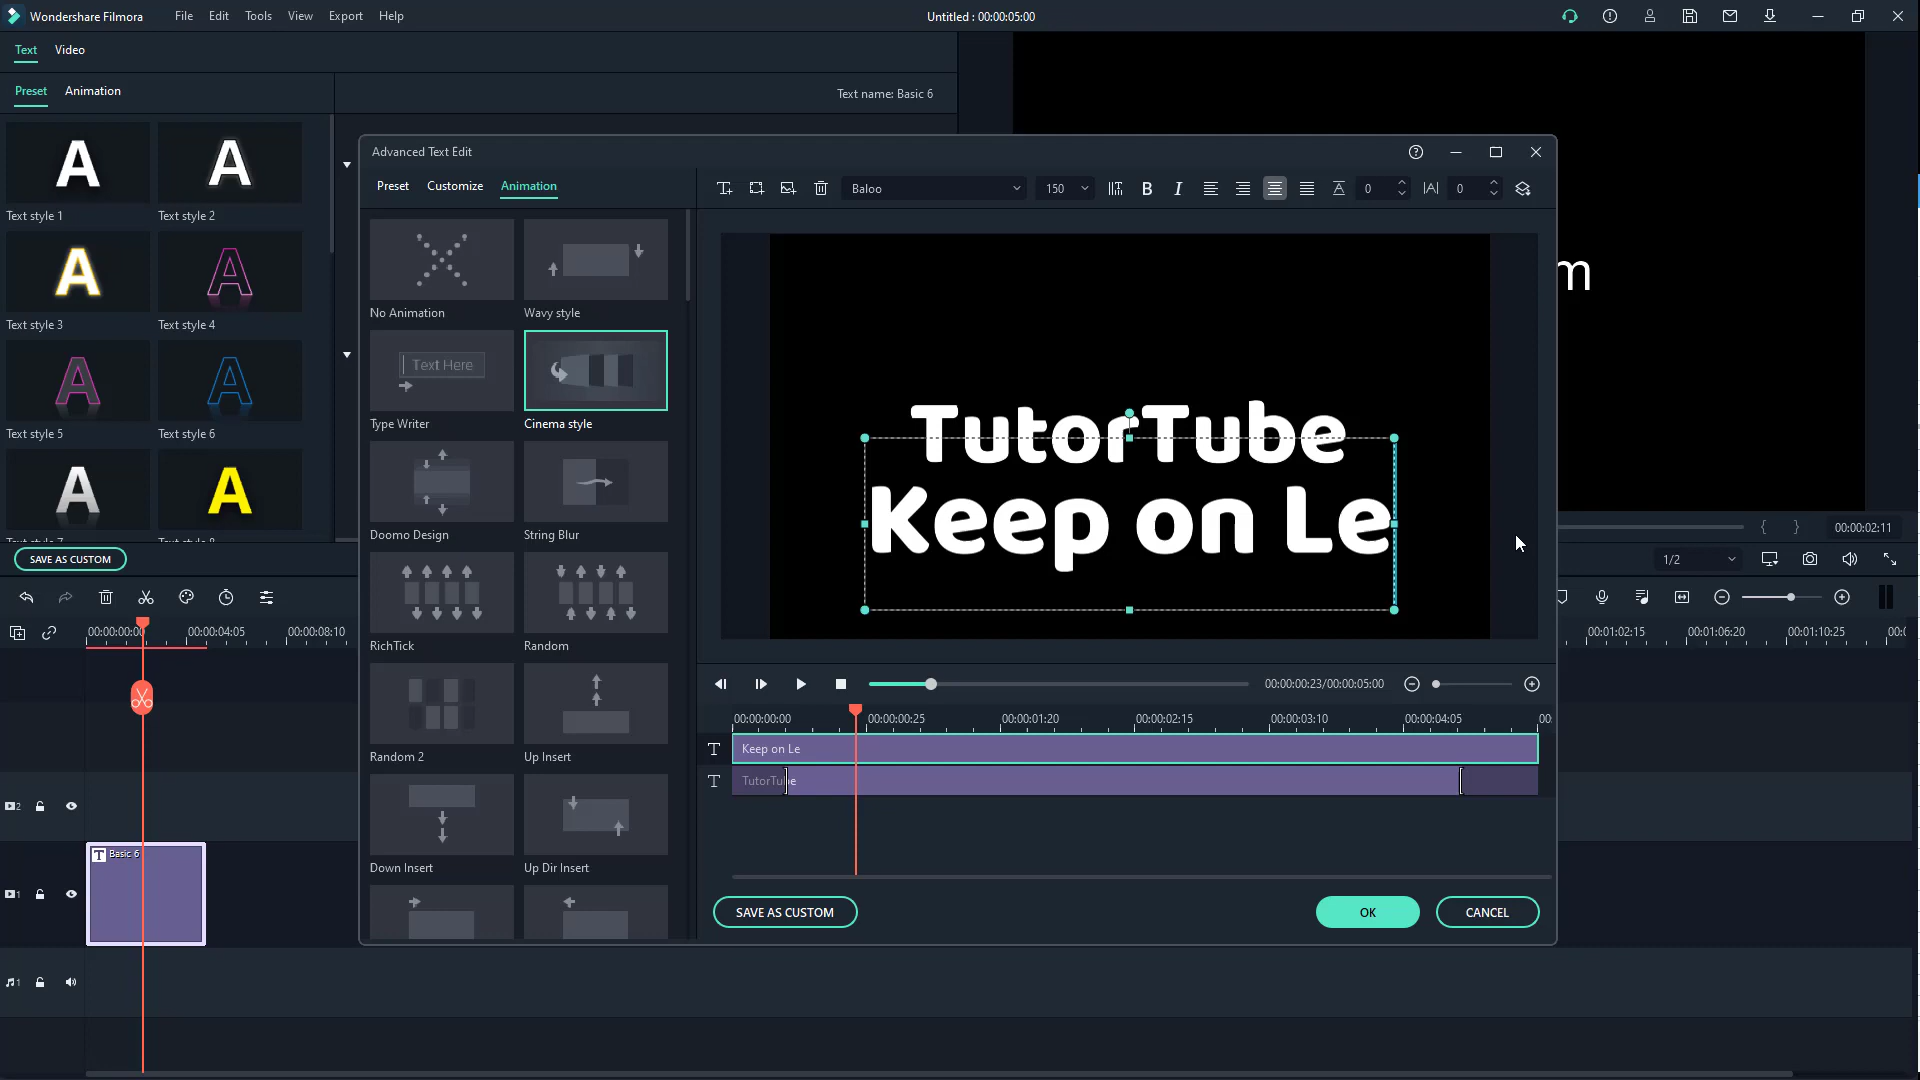 Wondershare Filmora
File Edit Tools View Export Help
Untitled : 00:00:05:00
Text Video
Preset Animation
Text name: Basic 6
A A
Text style 1 Text style 2
A A
Text style 3 Text style 4
A A
Text style 5 Text style 6
A A
SAVE AS CUSTOM
Advanced Text Edit
Preset Customize Animation
Baloo 150 B I 0 0
No Animation Wavy style
Text Here
Type Writer Cinema style
Doomo Design String Blur
RichTick Random
Random 2 Up Insert
Down Insert Up Dir Insert
TutorTube
Keep on Le
m
00:00:00:23/00:00:05:00
00:00:00:00 00:00:00:25 00:00:01:20 00:00:02:15 00:00:03:10 00:00:04:05 00
T Keep on Le
T TutorTube
SAVE AS CUSTOM OK CANCEL
00:00:02:11
1/2
00:00:00:00 00:00:04:05 00:00:08:10 00:01:02:15 00:01:06:20 00:01:10:25 00:0
2
T Basic 6
1
1